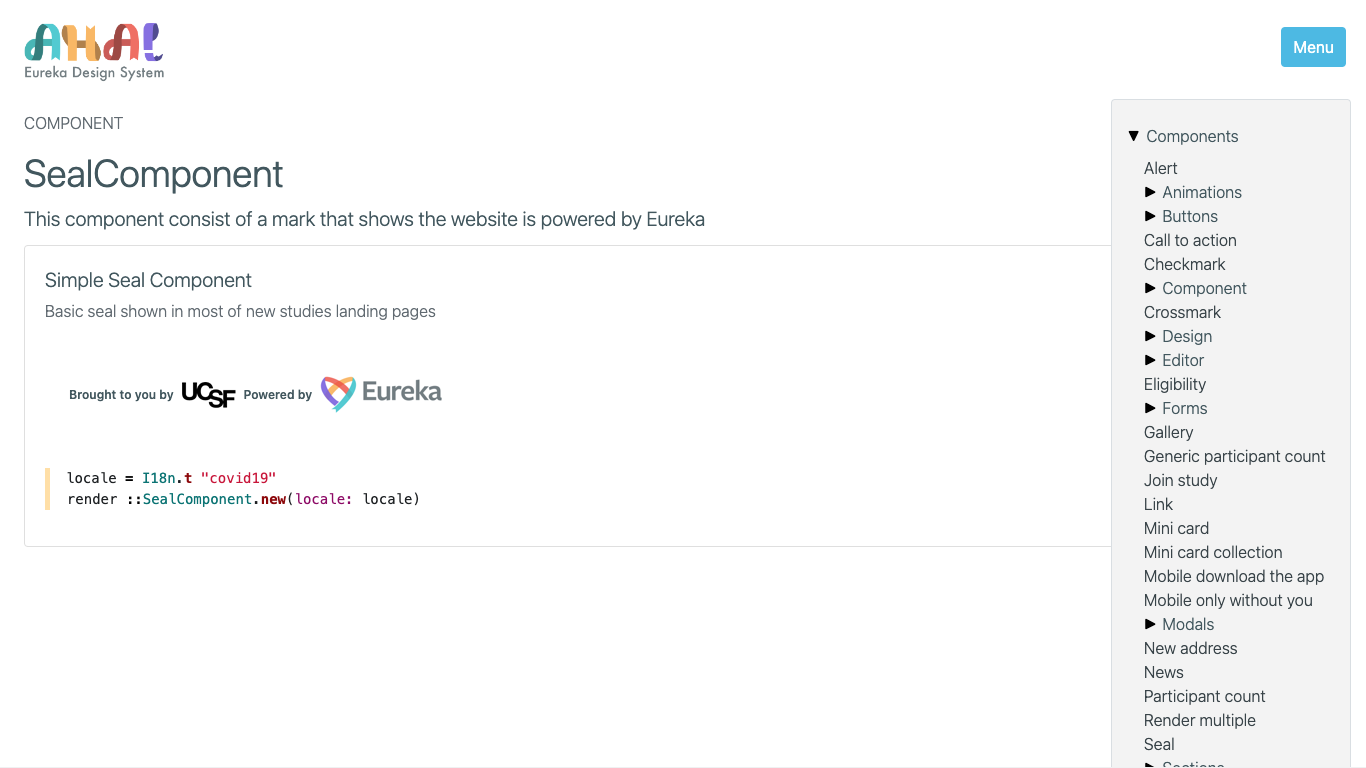 AHA!
Eureka Design System
Menu
COMPONENT
SealComponent
This component consist of a mark that shows the website is powered by Eureka
Simple Seal Component
Basic seal shown in most of new studies landing pages
Brought to you by UCSF Powered by Eureka
locale = I18n.t "covid19"
render ::SealComponent.new(locale: locale)
Components
Alert
Animations
Buttons
Call to action
Checkmark
Component
Crossmark
Design
Editor
Eligibility
Forms
Gallery
Generic participant count
Join study
Link
Mini card
Mini card collection
Mobile download the app
Mobile only without you
Modals
New address
News
Participant count
Render multiple
Seal
Sections